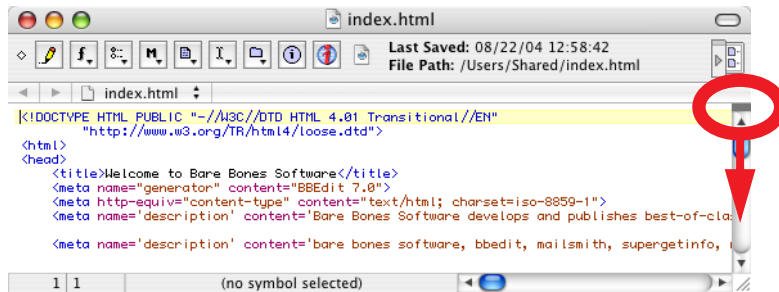 index.html
Last Saved: 08/22/04 12:58:42
File Path: /Users/Shared/index.html
index.html
<!DOCTYPE HTML PUBLIC "-//W3C//DTD HTML 4.01 Transitional//EN"
"http://www.w3.org/TR/html4/loose.dtd">
<html>
<head>
<title>Welcome to Bare Bones Software</title>
<meta name="generator" content="BBEdit 7.0">
<meta http-equiv="content-type" content="text/html; charset=iso-8859-1">
<meta name='description' content='Bare Bones Software develops and publishes best-of-cla
<meta name='description' content='bare bones software, bbedit, mailsmith, supergetinfo,
1 1 (no symbol selected)